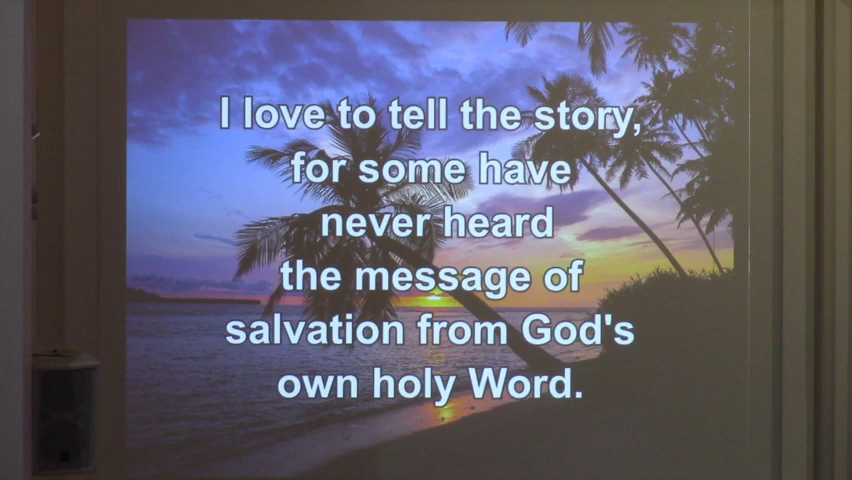 I love to tell the story,
for some have
never heard
the message of
salvation from God's
own holy Word.